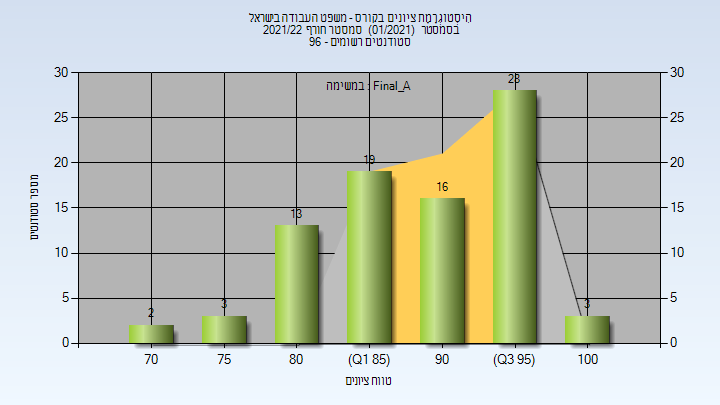 היסטוגרמת ציונים בקורס - משפט העבודה בישראל
בסמסטר (01/2021) סמסטר חורף 2021/22
סטודנטים רשומים - 96
במשימה : Final_A
30 30
25 25
20 20
15 15
10 10
5 5
0 0
2 3 13 19 16 28 3
70 75 80 (Q1 85) 90 (Q3 95) 100
מספר סטודנטים
טווח ציונים